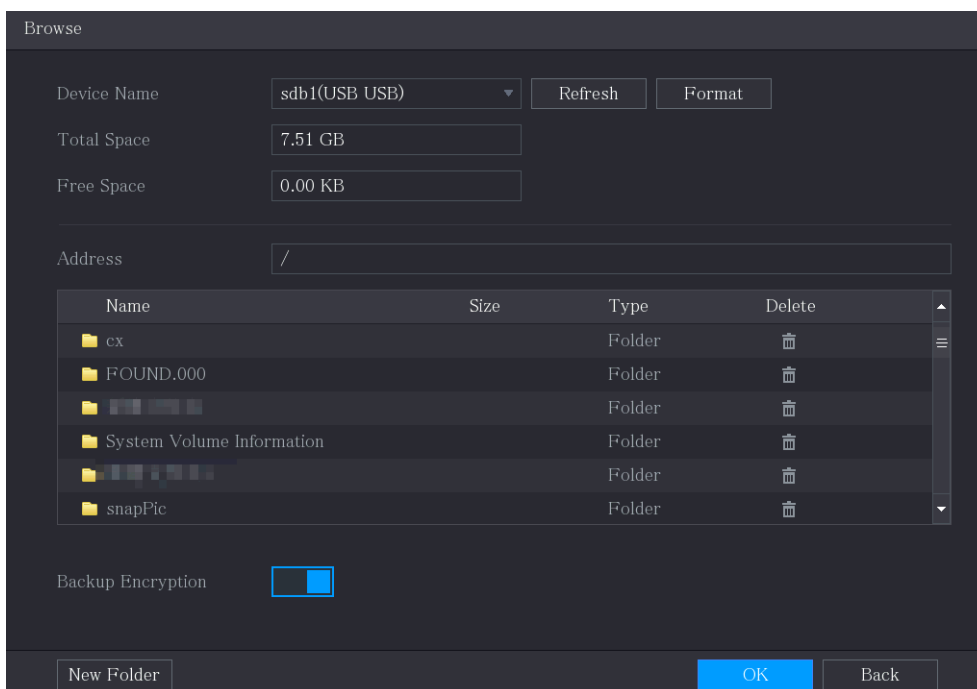 Browse
Device Name sdb1(USB USB) Refresh Format
Total Space 7.51 GB
Free Space 0.00 KB
Address /
Name Size Type Delete
cx Folder
FOUND.000 Folder
Folder
System Volume Information Folder
Folder
snapPic Folder
Backup Encryption
New Folder OK Back